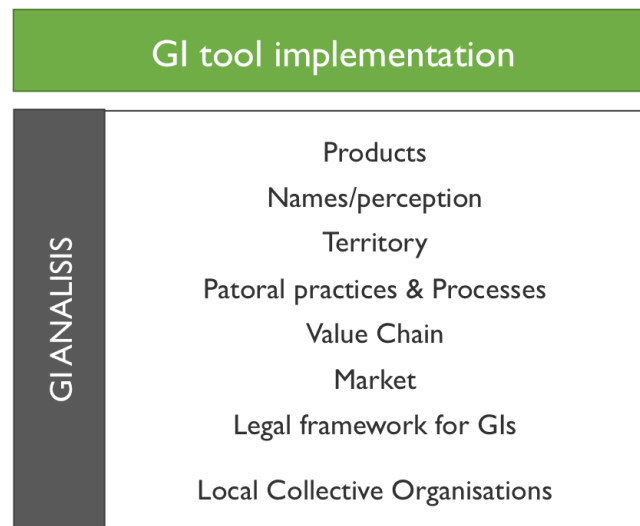 GI tool implementation
GI ANALISIS
Products
Names/perception
Territory
Patoral practices & Processes
Value Chain
Market
Legal framework for GIs
Local Collective Organisations